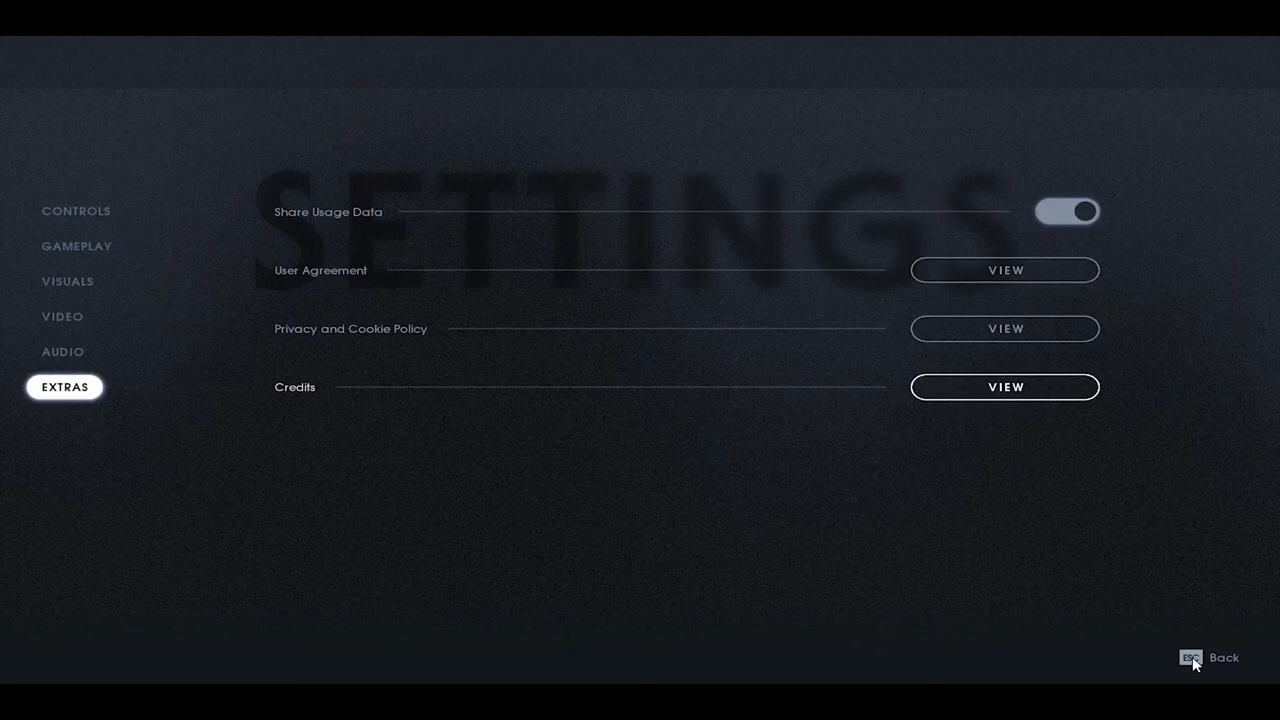 SETTINGS
CONTROLS
GAMEPLAY
VISUALS
VIDEO
AUDIO
EXTRAS
Share Usage Data
User Agreement VIEW
Privacy and Cookie Policy VIEW
Credits VIEW
ESC Back